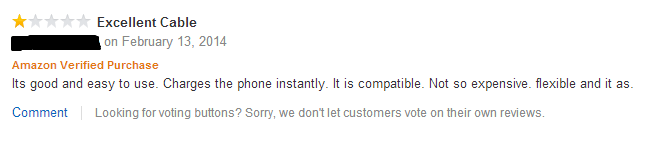 Excellent Cable
on February 13, 2014
Amazon Verified Purchase
Its good and easy to use. Charges the phone instantly. It is compatible. Not so expensive. flexible and it as.
Comment | Looking for voting buttons? Sorry, we don't let customers vote on their own reviews.